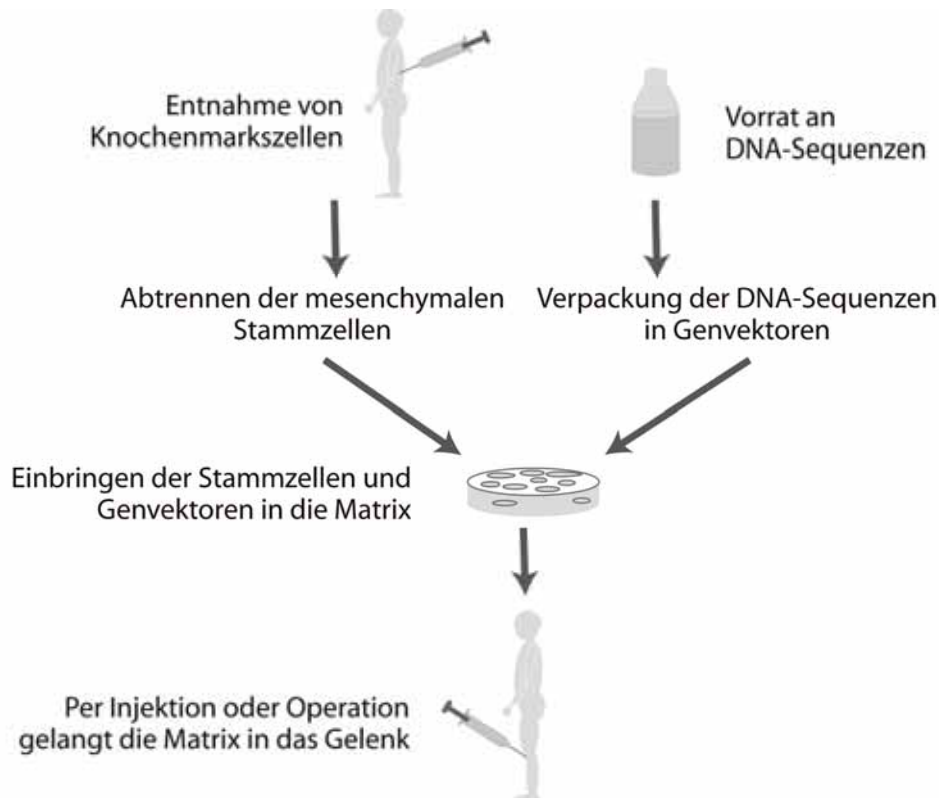 Entnahme von
Knochenmarkszellen
Vorrat an
DNA-Sequenzen
Abtrennen der mesenchymalen
Stammzellen
Verpackung der DNA-Sequenzen
in Genvektoren
Einbringen der Stammzellen und
Genvektoren in die Matrix
Per Injektion oder Operation
gelangt die Matrix in das Gelenk